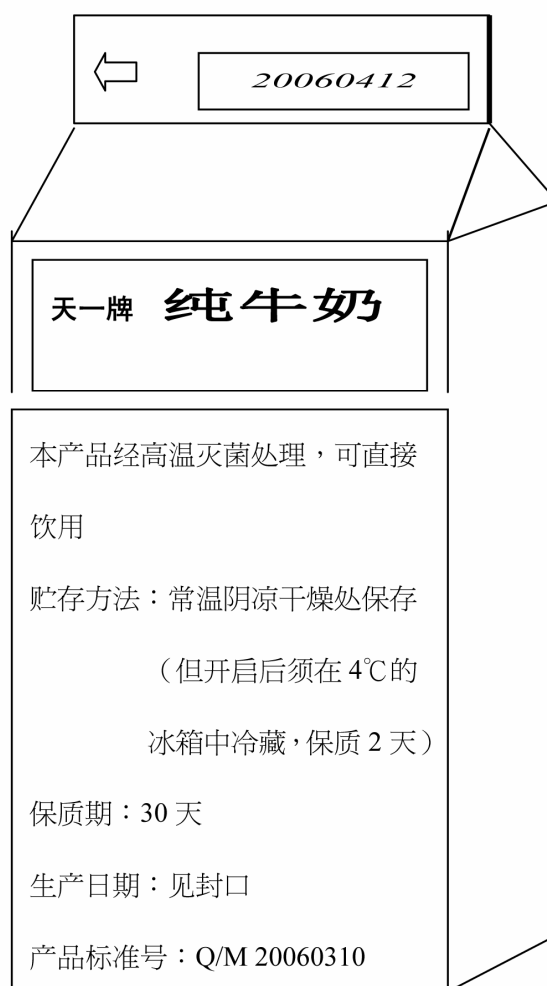 20060412
天一牌 纯牛奶
本产品经高温灭菌处理，可直接
饮用
贮存方法：常温阴凉干燥处保存
（但开启后须在 4℃的
冰箱中冷藏，保质 2 天）
保质期：30 天
生产日期：见封口
产品标准号：Q/M 20060310